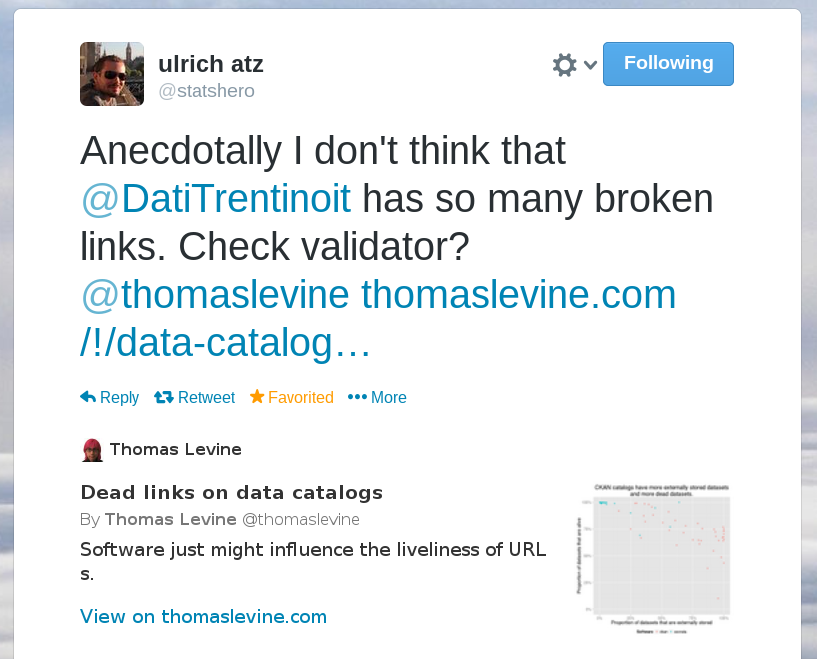 ulrich atz
@statshero
Following
Anecdotally I don't think that
@DatiTrentinoit has so many broken
links. Check validator?
@thomaslevine thomaslevine.com
/!/data-catalog…
Reply Retweet Favorited More
Thomas Levine
Dead links on data catalogs
By Thomas Levine @thomaslevine
Software just might influence the liveliness of URL
s.
View on thomaslevine.com
CKAN catalogs have more externally stored datasets
and more dead datasets.
Proportion of datasets that are alive
Proportion of datasets that are externally stored
Software